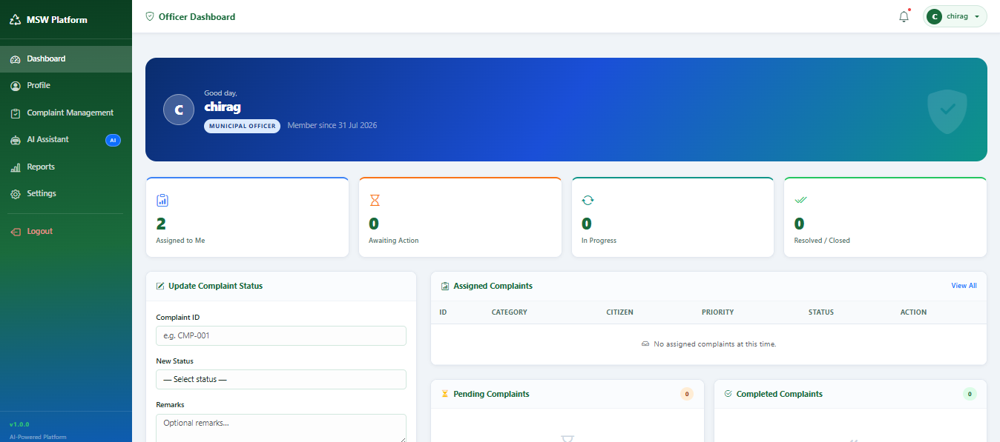 MSW Platform
Dashboard
Profile
Complaint Management
AI Assistant
AI
Reports
Settings
Logout
v1.0.0
AI-Powered Platform
Officer Dashboard
C
chirag
C
Good day,
chirag
MUNICIPAL OFFICER
Member since 31 Jul 2026
2
Assigned to Me
0
Awaiting Action
0
In Progress
0
Resolved / Closed
Update Complaint Status
Complaint ID
e.g. CMP-001
New Status
— Select status —
Remarks
Optional remarks...
Assigned Complaints
View All
ID CATEGORY CITIZEN PRIORITY STATUS ACTION
No assigned complaints at this time.
Pending Complaints
0
Completed Complaints
0